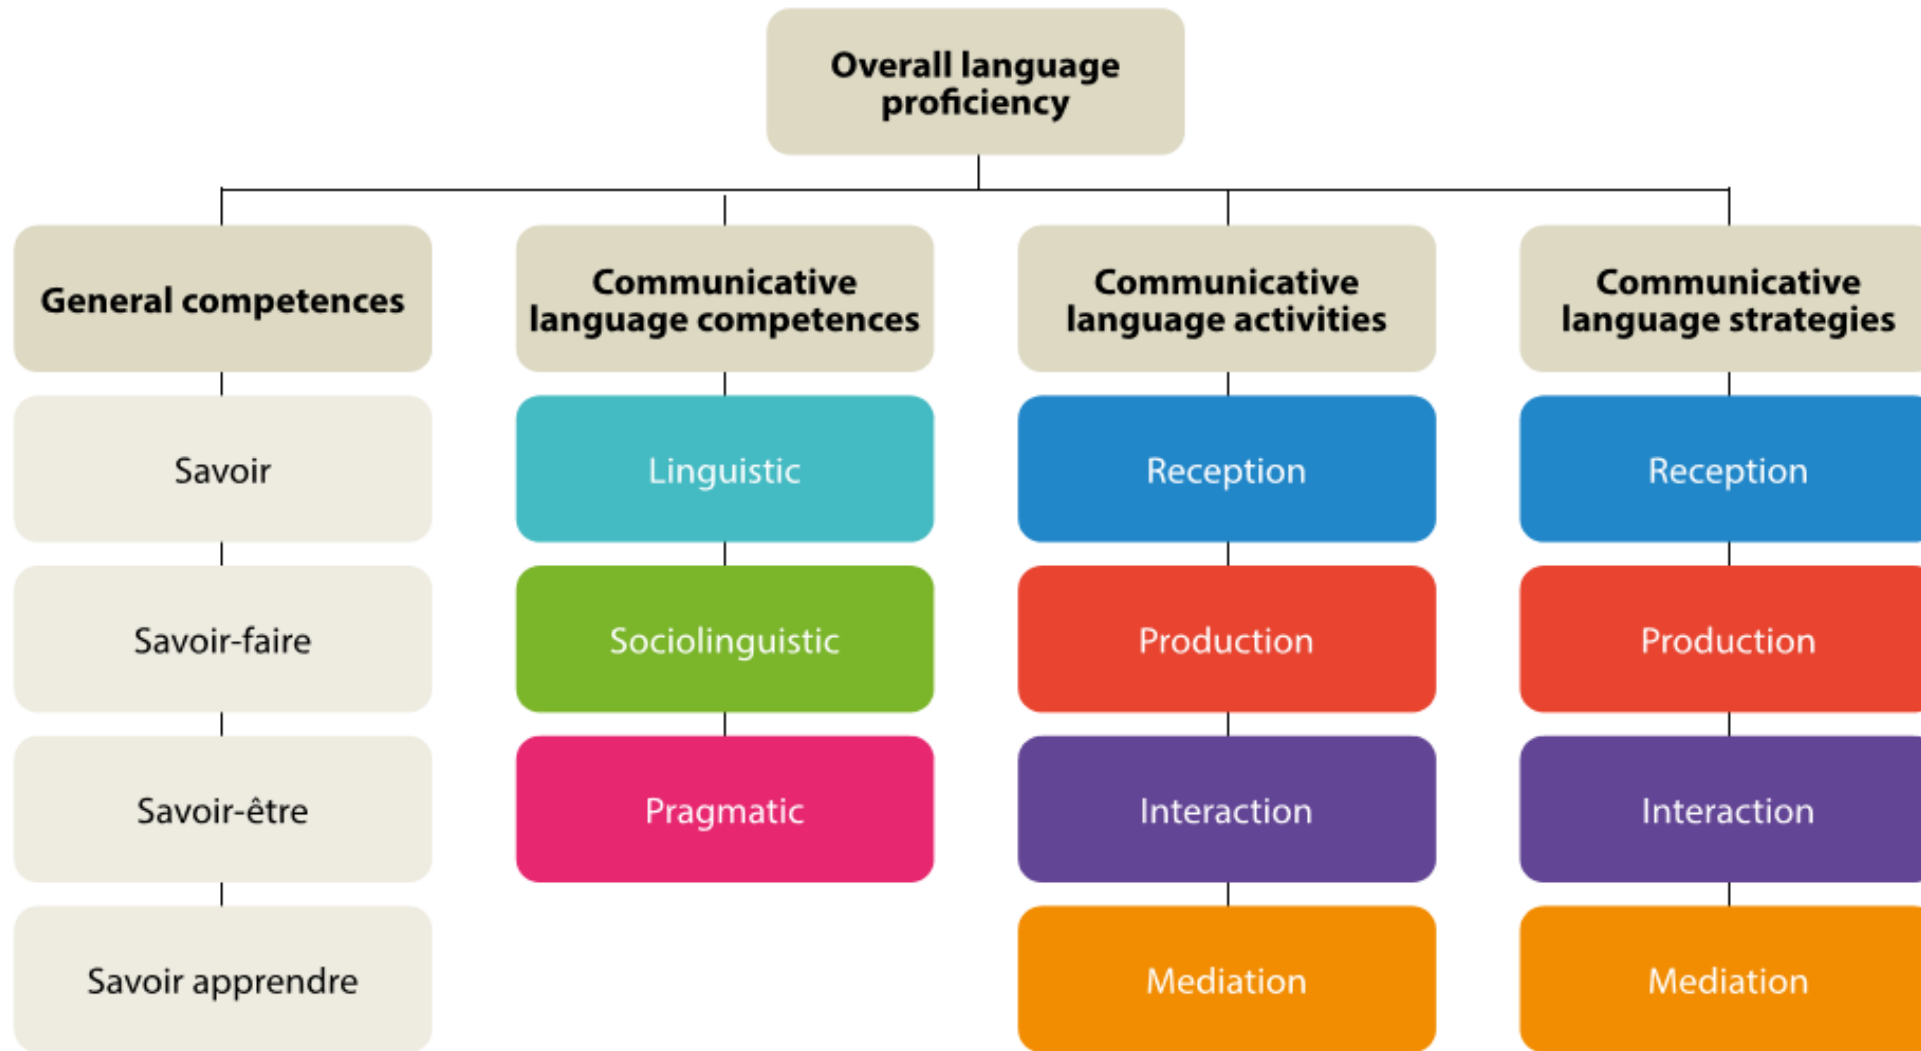 Overall language
proficiency
General competences
Communicative
language competences
Communicative
language activities
Communicative
language strategies
Savoir
Linguistic
Reception
Reception
Savoir-faire
Sociolinguistic
Production
Production
Savoir-être
Pragmatic
Interaction
Interaction
Savoir apprendre
Mediation
Mediation